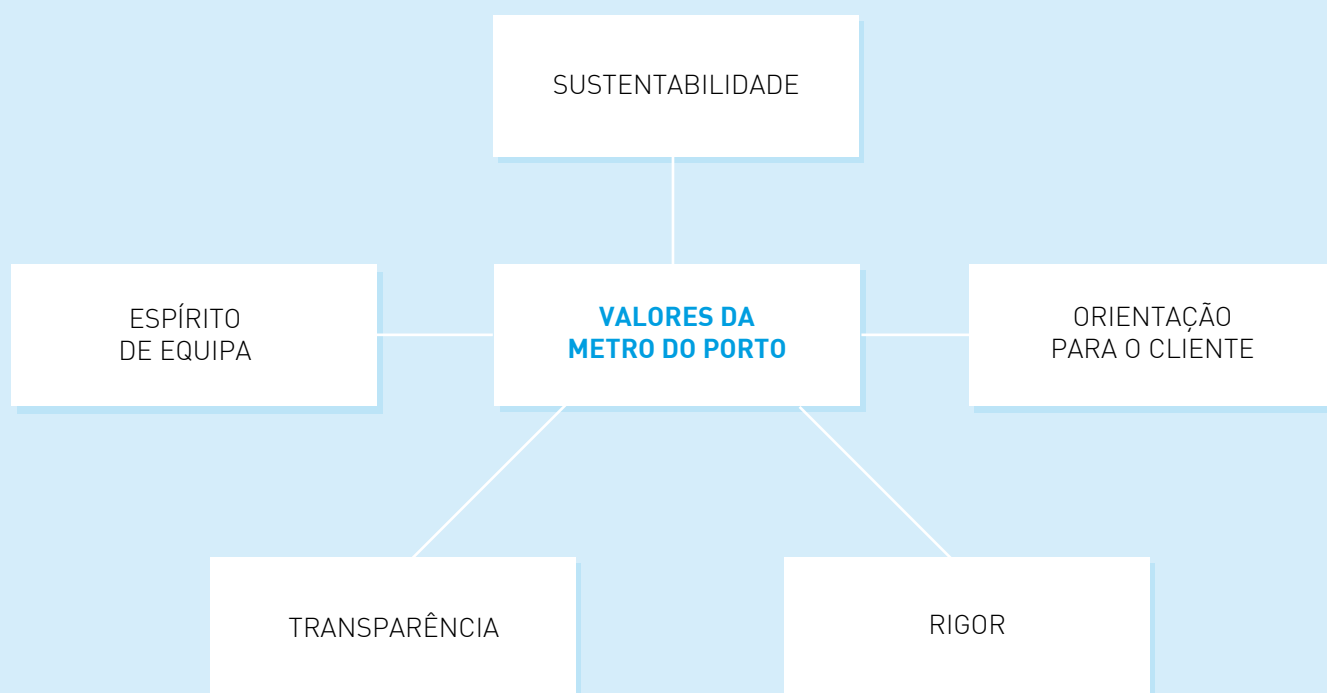 SUSTENTABILIDADE
ESPÍRITO
DE EQUIPA
VALORES DA
METRO DO PORTO
ORIENTAÇÃO
PARA O CLIENTE
TRANSPARÊNCIA
RIGOR